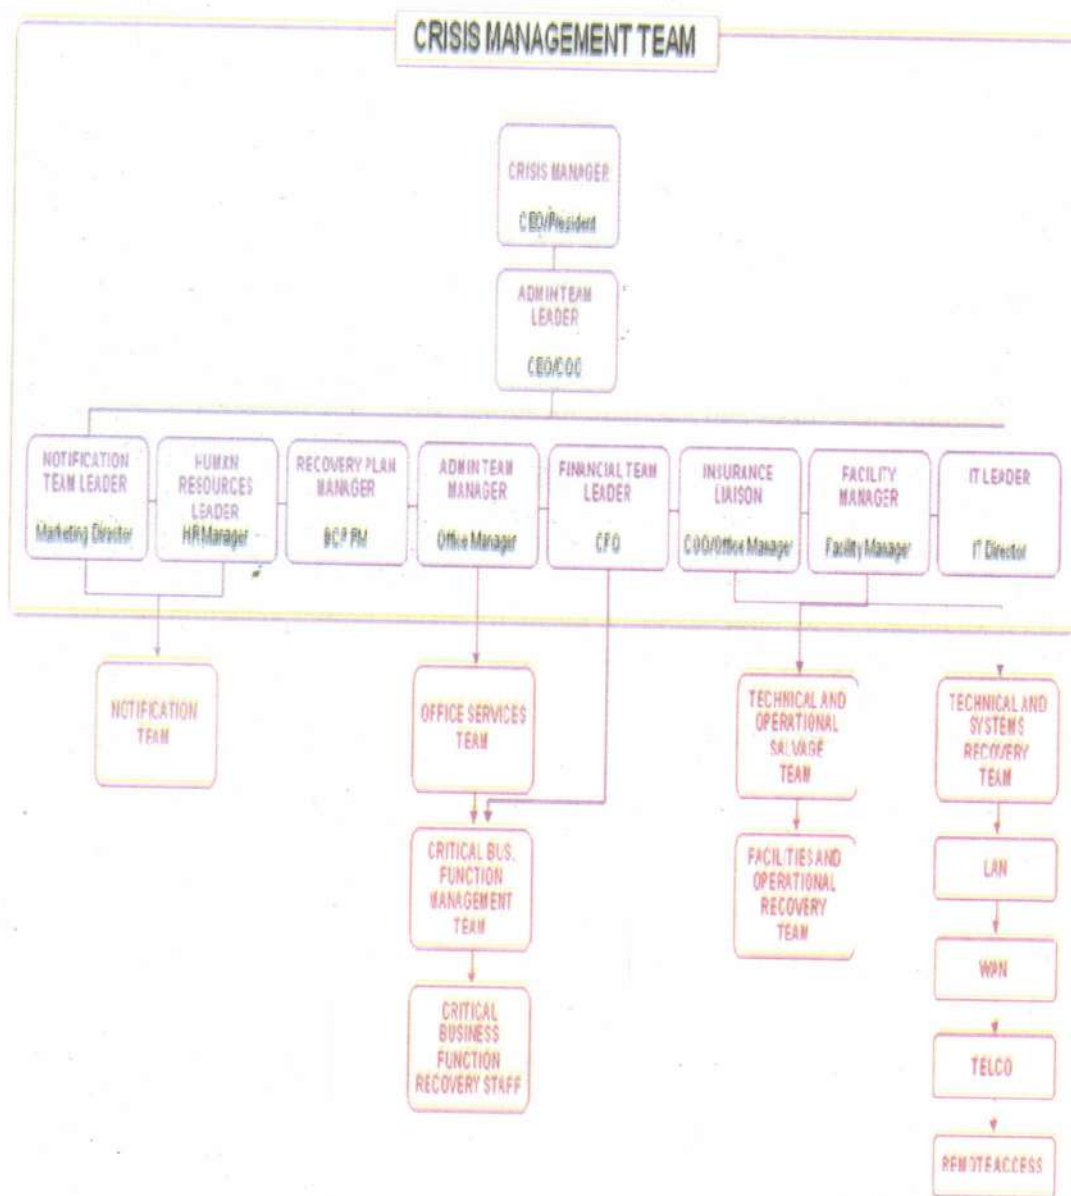 CRISIS MANAGEMENT TEAM
CRISIS MANAGER
CEO/President
ADMIN TEAM
LEADER
CEO/COO
NOTIFICATION
TEAM LEADER
Marketing Director
HUMAN
RESOURCES
LEADER
HR Manager
RECOVERY PLAN
MANAGER
BCP PM
ADMIN TEAM
MANAGER
Office Manager
FINANCIAL TEAM
LEADER
CFO
INSURANCE
LIAISON
COO/Office Manager
FACILITY
MANAGER
Facility Manager
IT LEADER
IT Director
NOTIFICATION
TEAM
OFFICE SERVICES
TEAM
TECHNICAL AND
OPERATIONAL
SALVAGE
TEAM
TECHNICAL AND
SYSTEMS
RECOVERY
TEAM
CRITICAL BUS.
FUNCTION
MANAGEMENT
TEAM
FACILITIES AND
OPERATIONAL
RECOVERY
TEAM
LAN
WAN
CRITICAL
BUSINESS
FUNCTION
RECOVERY STAFF
TELCO
REMOTE ACCESS